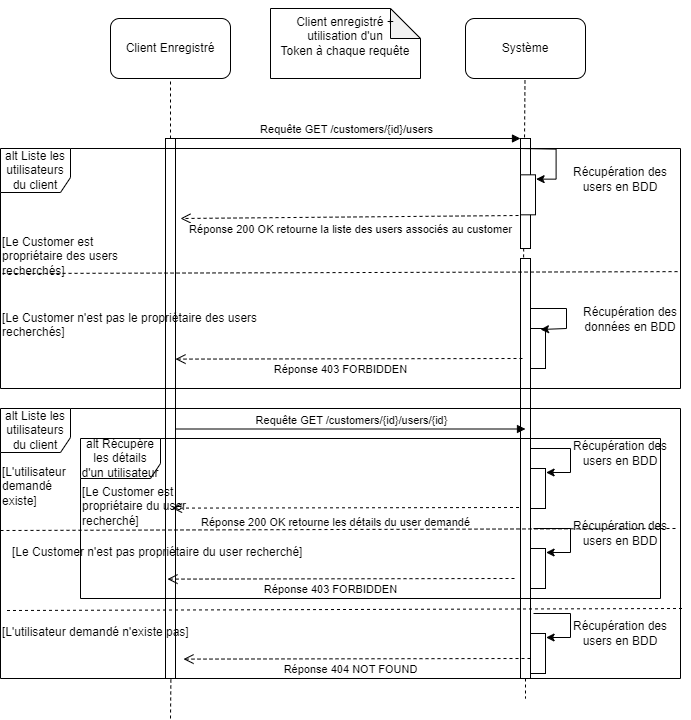 Client enregistré +
utilisation d'un
Token à chaque requête
Client Enregistré
Système
Requête GET /customers/{id}/users
alt Liste les
utilisateurs
du client
Récupération des
users en BDD
Réponse 200 OK retourne la liste des users associés au customer
[Le Customer est
propriétaire des users
recherchés]
[Le Customer n'est pas le propriétaire des users
recherchés]
Récupération des
données en BDD
Réponse 403 FORBIDDEN
alt Liste les
utilisateurs
du client
Requête GET /customers/{id}/users/{id}
alt Récupère
les détails
d'un utilisateur
Récupération des
users en BDD
[L'utilisateur
demandé
existe]
[Le Customer est
propriétaire du user
recherché]
Réponse 200 OK retourne les détails du user demandé
Récupération des
users en BDD
[Le Customer n'est pas propriétaire du user recherché]
Réponse 403 FORBIDDEN
[L'utilisateur demandé n'existe pas]
Récupération des
users en BDD
Réponse 404 NOT FOUND